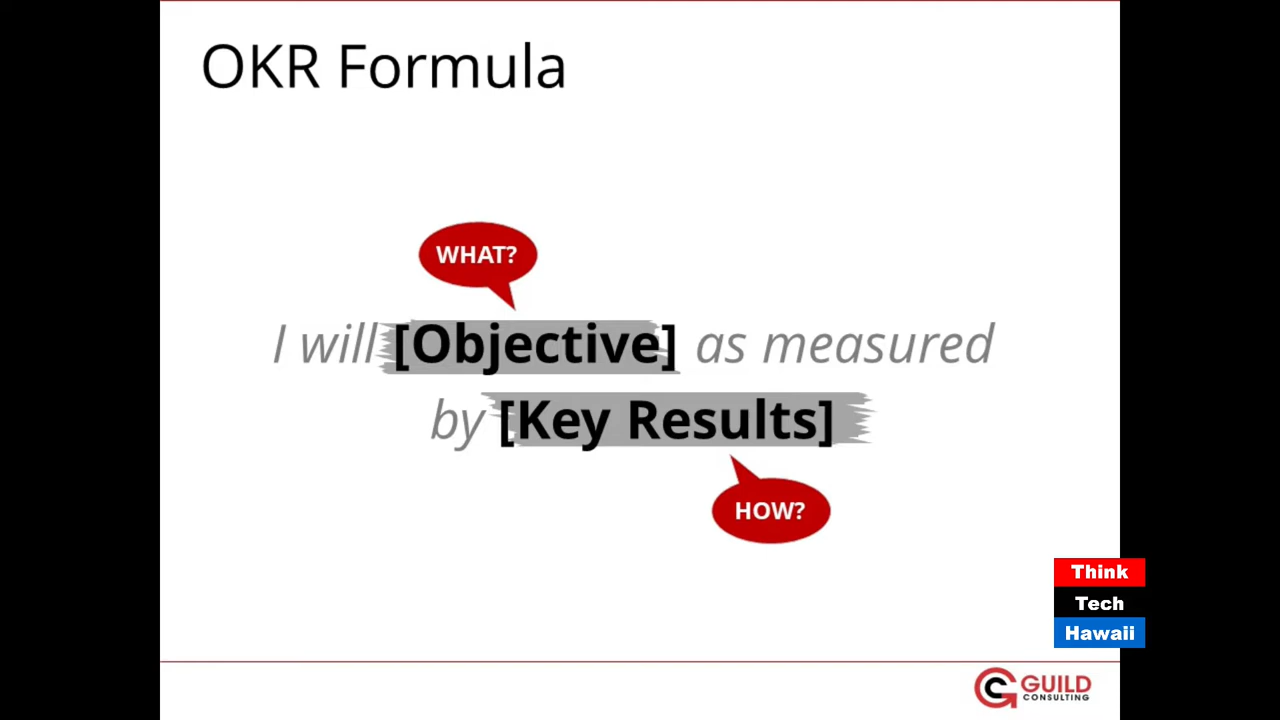 OKR Formula
WHAT?
I will [Objective] as measured
by [Key Results]
HOW?
Think
Tech
Hawaii
GUILD
CONSULTING